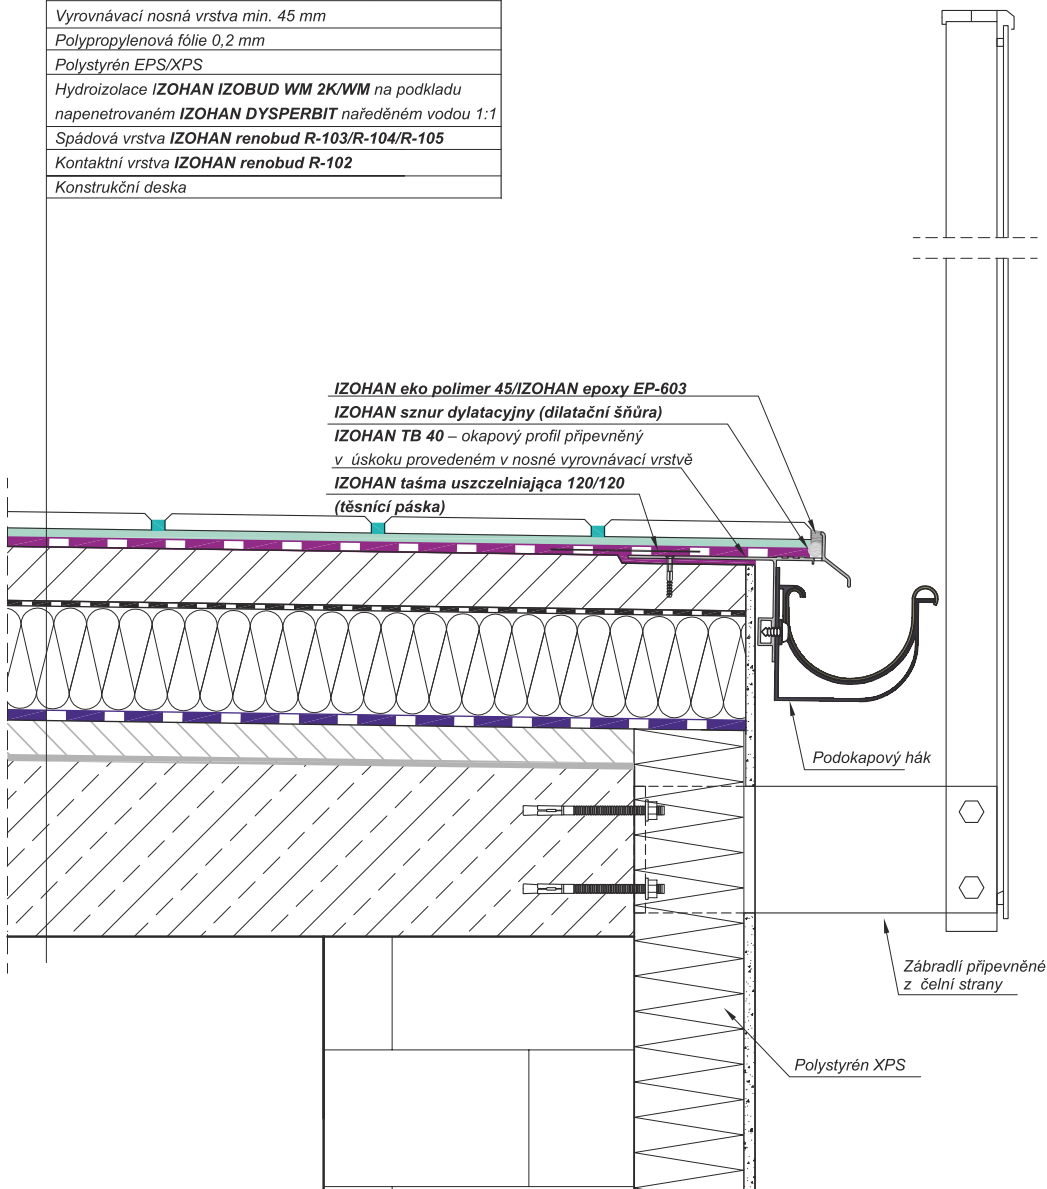 Vyrovnávací nosná vrstva min. 45 mm
Polypropylenová fólie 0,2 mm
Polystyrén EPS/XPS
Hydroizolace IZOHAN IZOBUD WM 2K/WM na podkladu
napenetrovaném IZOHAN DYSPERBIT naředěném vodou 1:1
Spádová vrstva IZOHAN renobud R-103/R-104/R-105
Kontaktní vrstva IZOHAN renobud R-102
Konstrukční deska
IZOHAN eko polimer 45/IZOHAN epoxy EP-603
IZOHAN sznur dylatacyjny (dilatační šňůra)
IZOHAN TB 40 – okapový profil připevněný
v úskoku provedeném v nosné vyrovnávací vrstvě
IZOHAN taśma uszczelniająca 120/120
(těsnící páska)
Podokapový hák
Zábradlí připevněné
z čelní strany
Polystyrén XPS